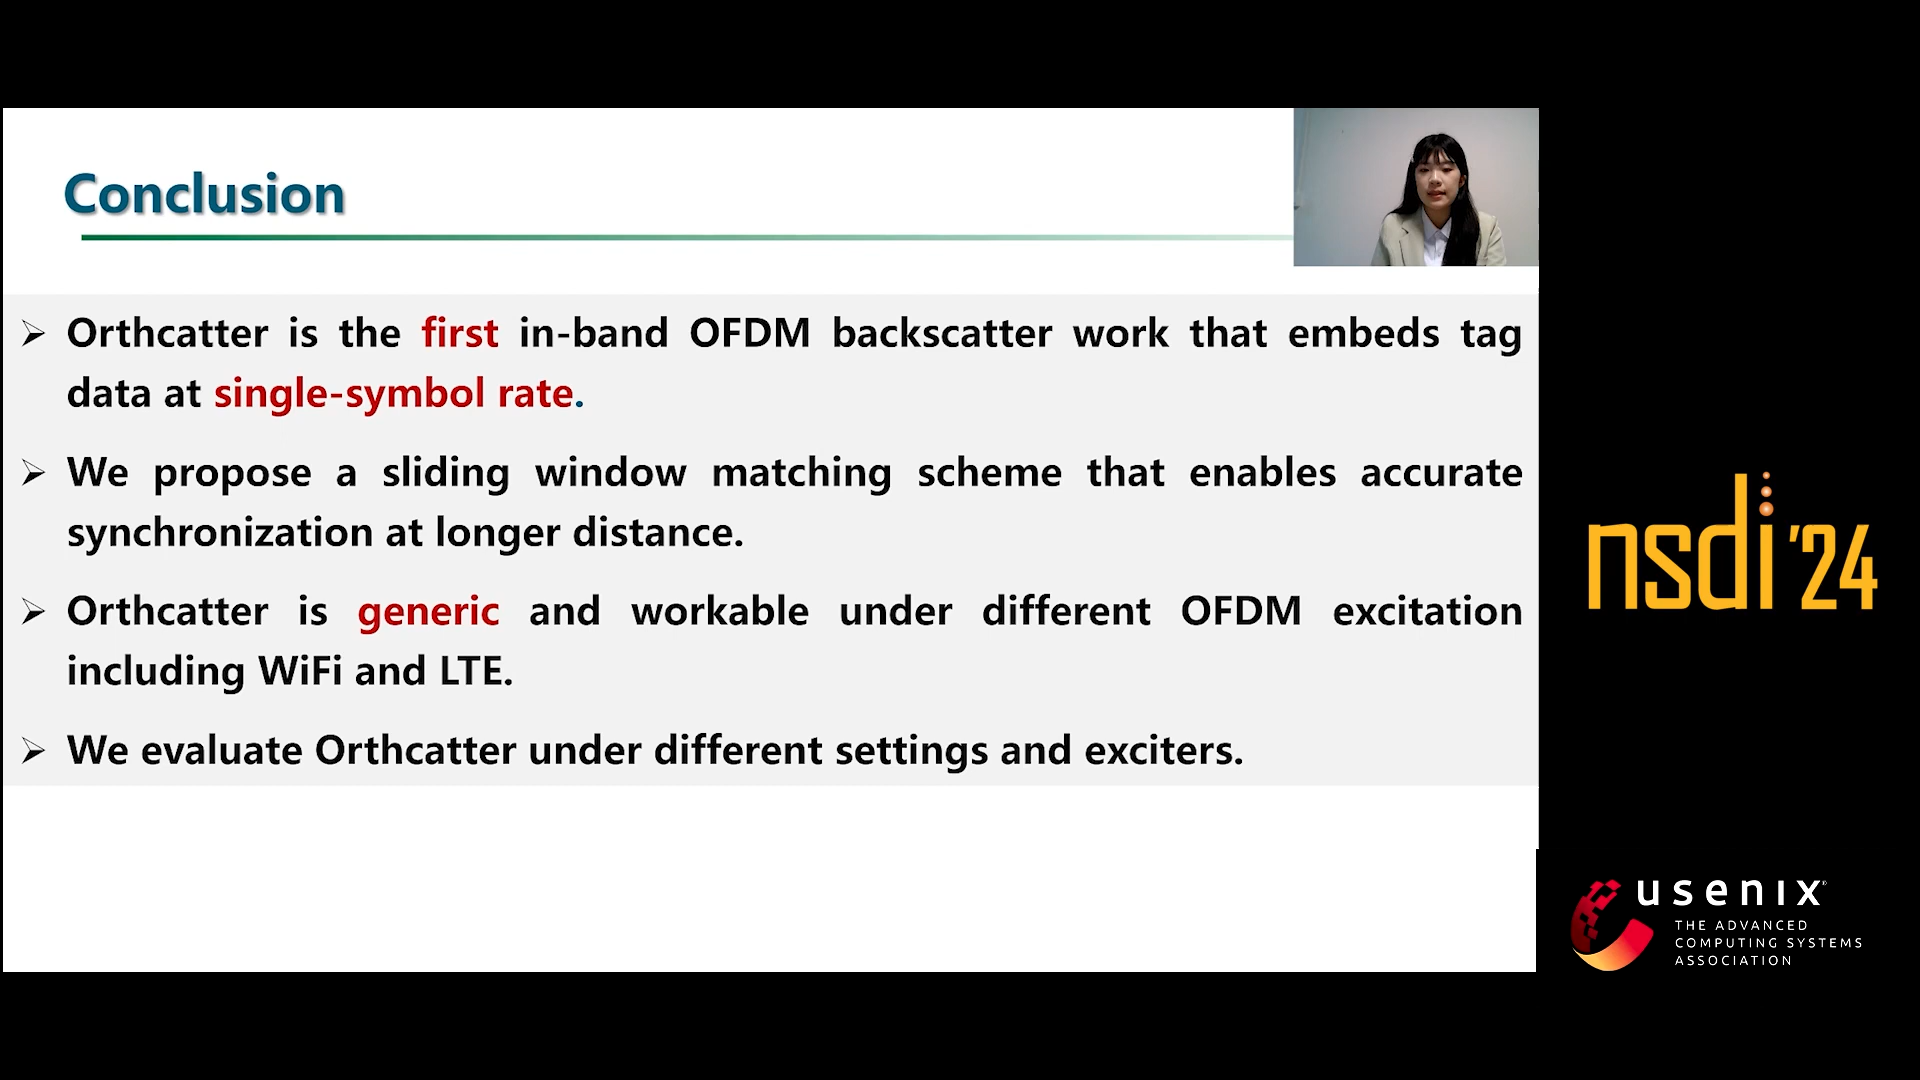 Conclusion
➢ Orthcatter is the first in-band OFDM backscatter work that embeds tag
data at single-symbol rate.
➢ We propose a sliding window matching scheme that enables accurate
synchronization at longer distance.
➢ Orthcatter is generic and workable under different OFDM excitation
including WiFi and LTE.
➢ We evaluate Orthcatter under different settings and exciters.
nsdi '24
usenix®
THE ADVANCED
COMPUTING SYSTEMS
ASSOCIATION